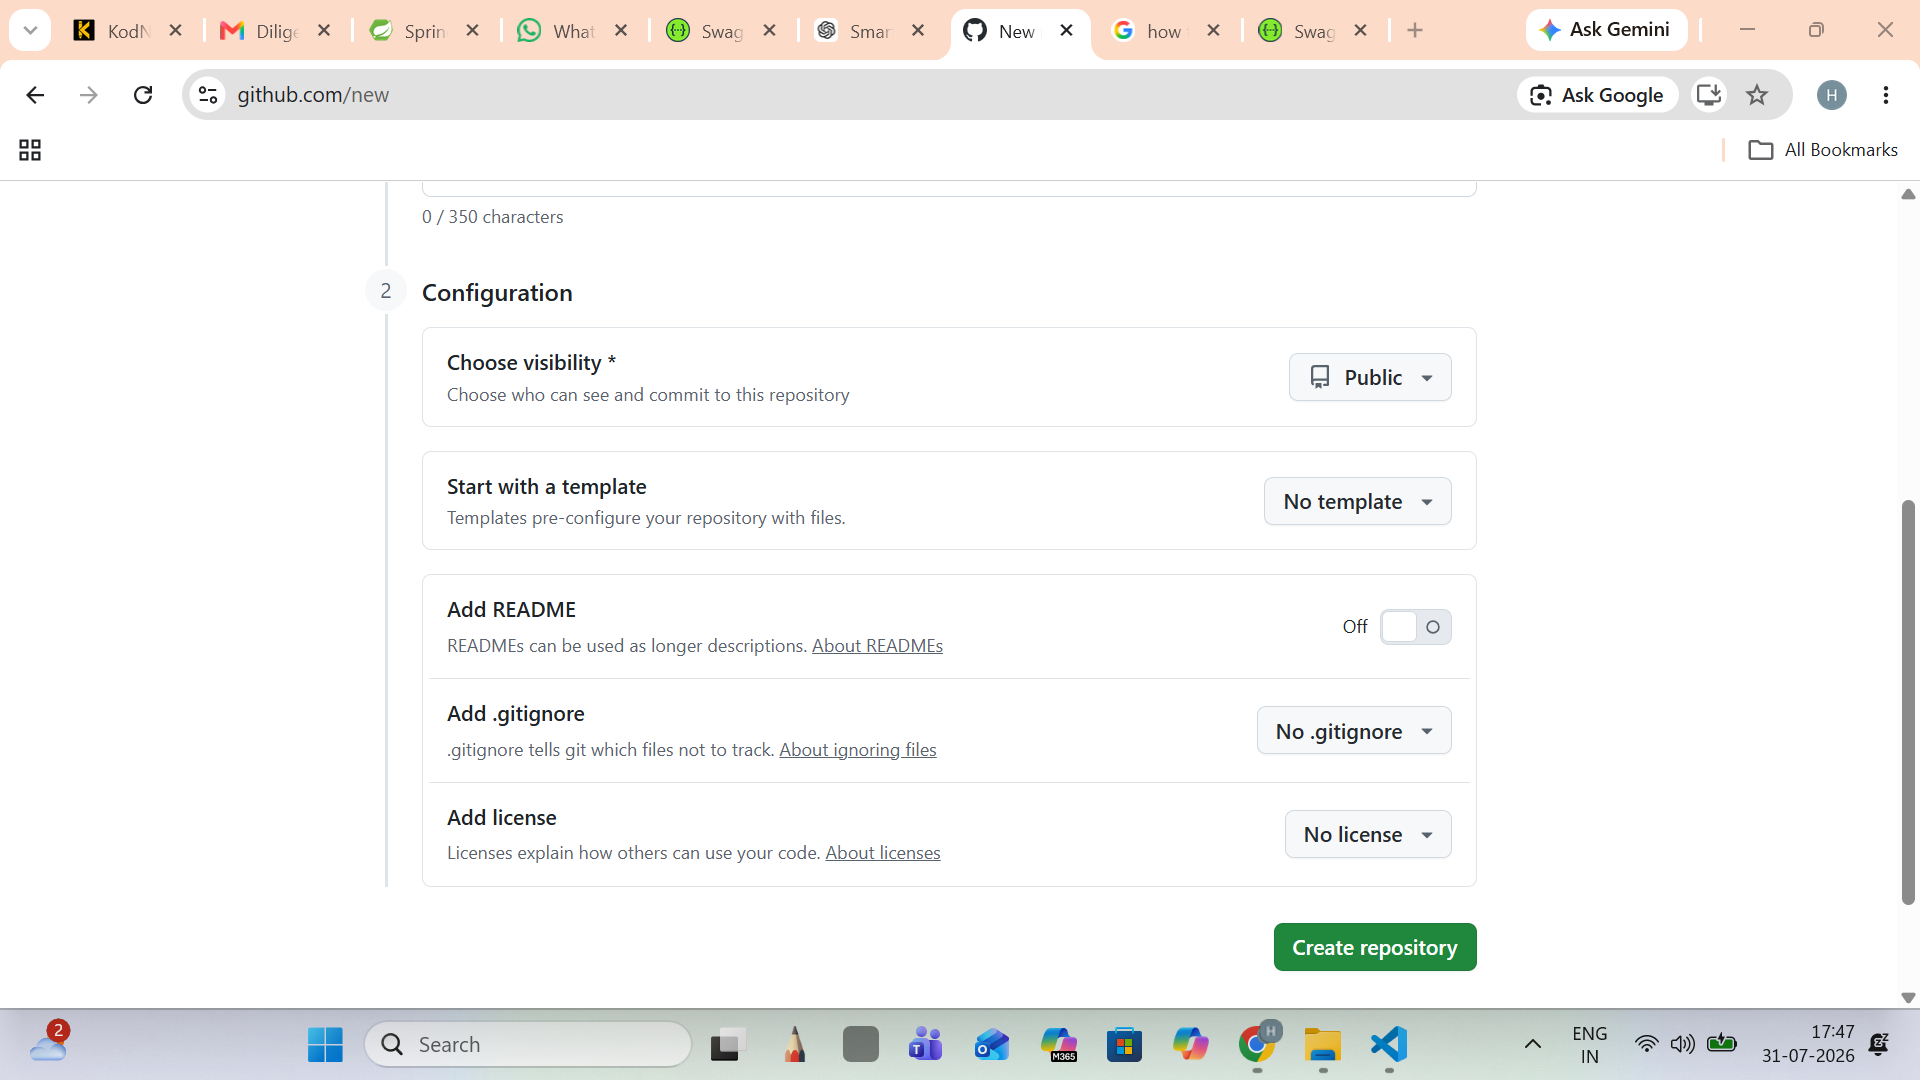 KodN
Dilige
Sprin
What
Swag
Smar
New
how
Swag
Ask Gemini
github.com/new
Ask Google
H
All Bookmarks
0 / 350 characters
2
Configuration
Choose visibility *
Choose who can see and commit to this repository
Public
Start with a template
Templates pre-configure your repository with files.
No template
Add README
READMEs can be used as longer descriptions. About READMEs
Off
Add .gitignore
.gitignore tells git which files not to track. About ignoring files
No .gitignore
Add license
Licenses explain how others can use your code. About licenses
No license
Create repository
2
Search
M365
H
ENG
IN
17:47
31-07-2026